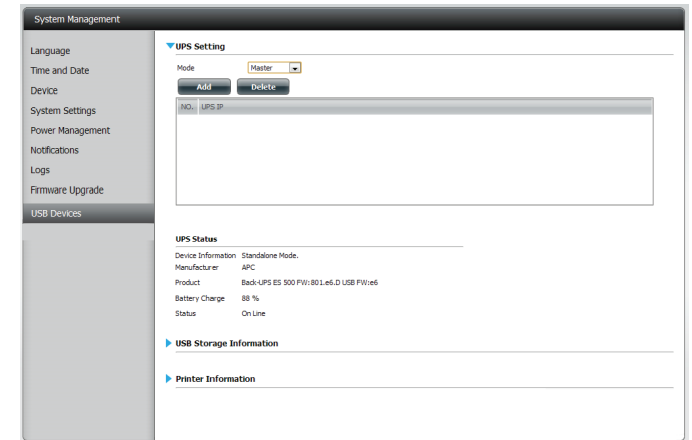 System Management
Language
Time and Date
Device
System Settings
Power Management
Notifications
Logs
Firmware Upgrade
USB Devices
UPS Setting
Mode Master
Add Delete
NO. UPS IP
UPS Status
Device Information Standalone Mode.
Manufacturer APC
Product Back-UPS ES 500 FW:801.e6.D USB FW:e6
Battery Charge 88 %
Status On Line
USB Storage Information
Printer Information